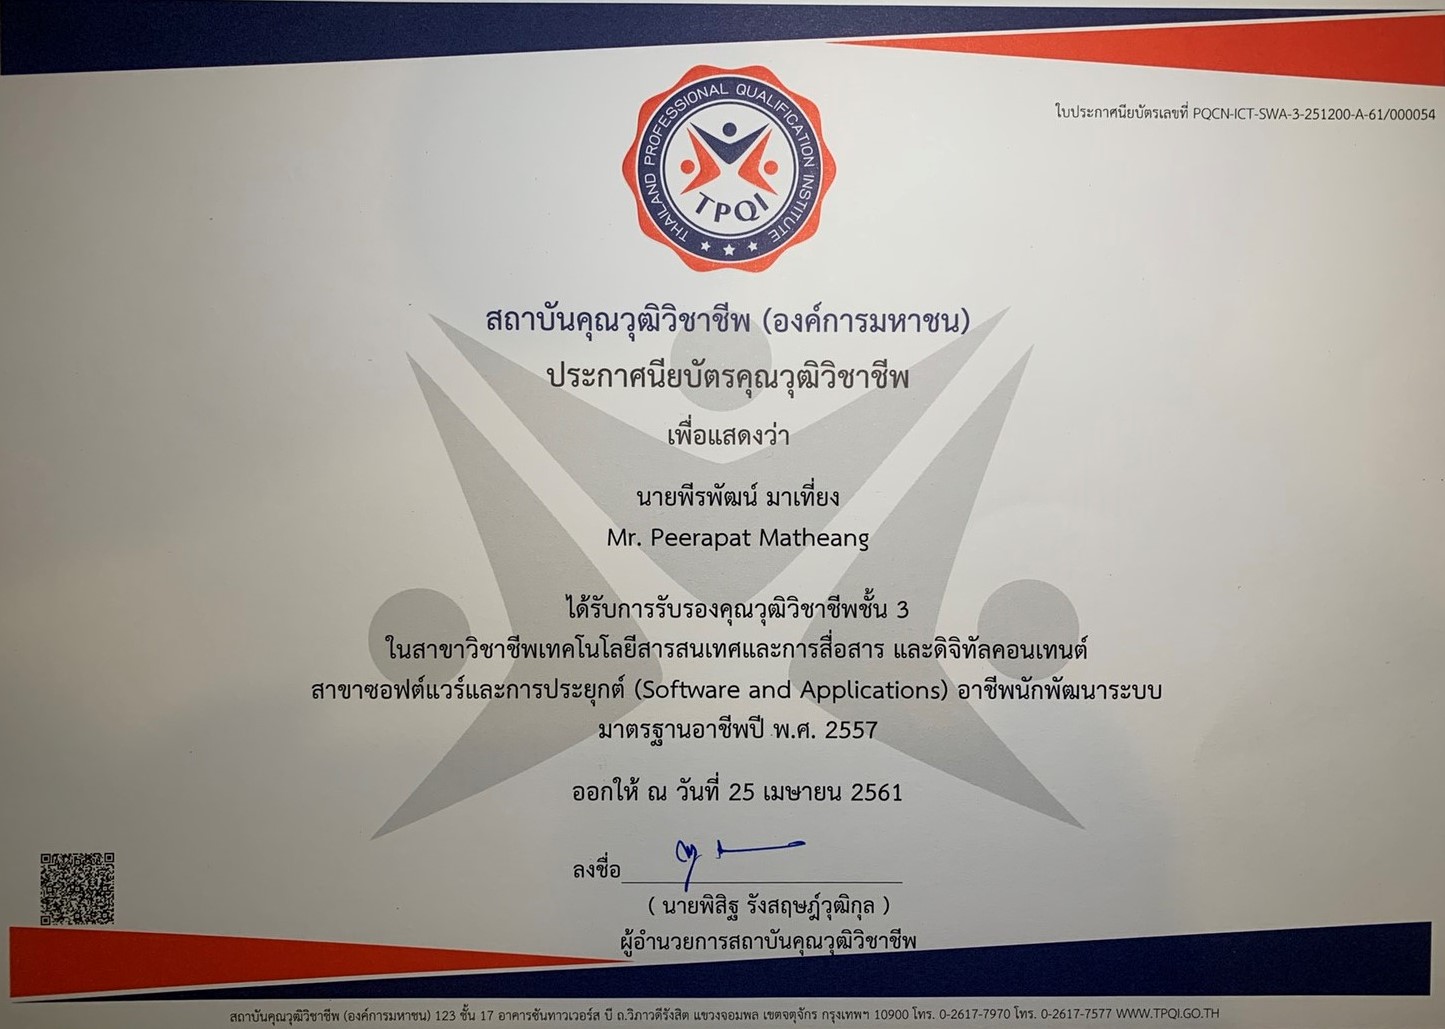 ใบประกาศนียบัตรเลขที่ PQCN-ICT-SWA-3-251200-A-61/000054
THAILAND PROFESSIONAL QUALIFICATION INSTITUTE
TPQI
สถาบันคุณวุฒิวิชาชีพ (องค์การมหาชน)
ประกาศนียบัตรคุณวุฒิวิชาชีพ
เพื่อแสดงว่า
นายพีรพัฒน์ มาเที่ยง
Mr. Peerapat Matheang
ได้รับการรับรองคุณวุฒิวิชาชีพชั้น 3
ในสาขาวิชาชีพเทคโนโลยีสารสนเทศและการสื่อสาร และดิจิทัลคอนเทนต์
สาขาซอฟต์แวร์และการประยุกต์ (Software and Applications) อาชีพนักพัฒนาระบบ
มาตรฐานอาชีพปี พ.ศ. 2557
ออกให้ ณ วันที่ 25 เมษายน 2561
ลงชื่อ
( นายพิสิฐ รังสฤษฎ์วุฒิกุล )
ผู้อำนวยการสถาบันคุณวุฒิวิชาชีพ
สถาบันคุณวุฒิวิชาชีพ (องค์การมหาชน) 123 ชั้น 17 อาคารซันทาวเวอร์ส บี ถ.วิภาวดีรังสิต แขวงจอมพล เขตจตุจักร กรุงเทพฯ 10900 โทร. 0-2617-7970 โทร. 0-2617-7577 WWW.TPQI.GO.TH